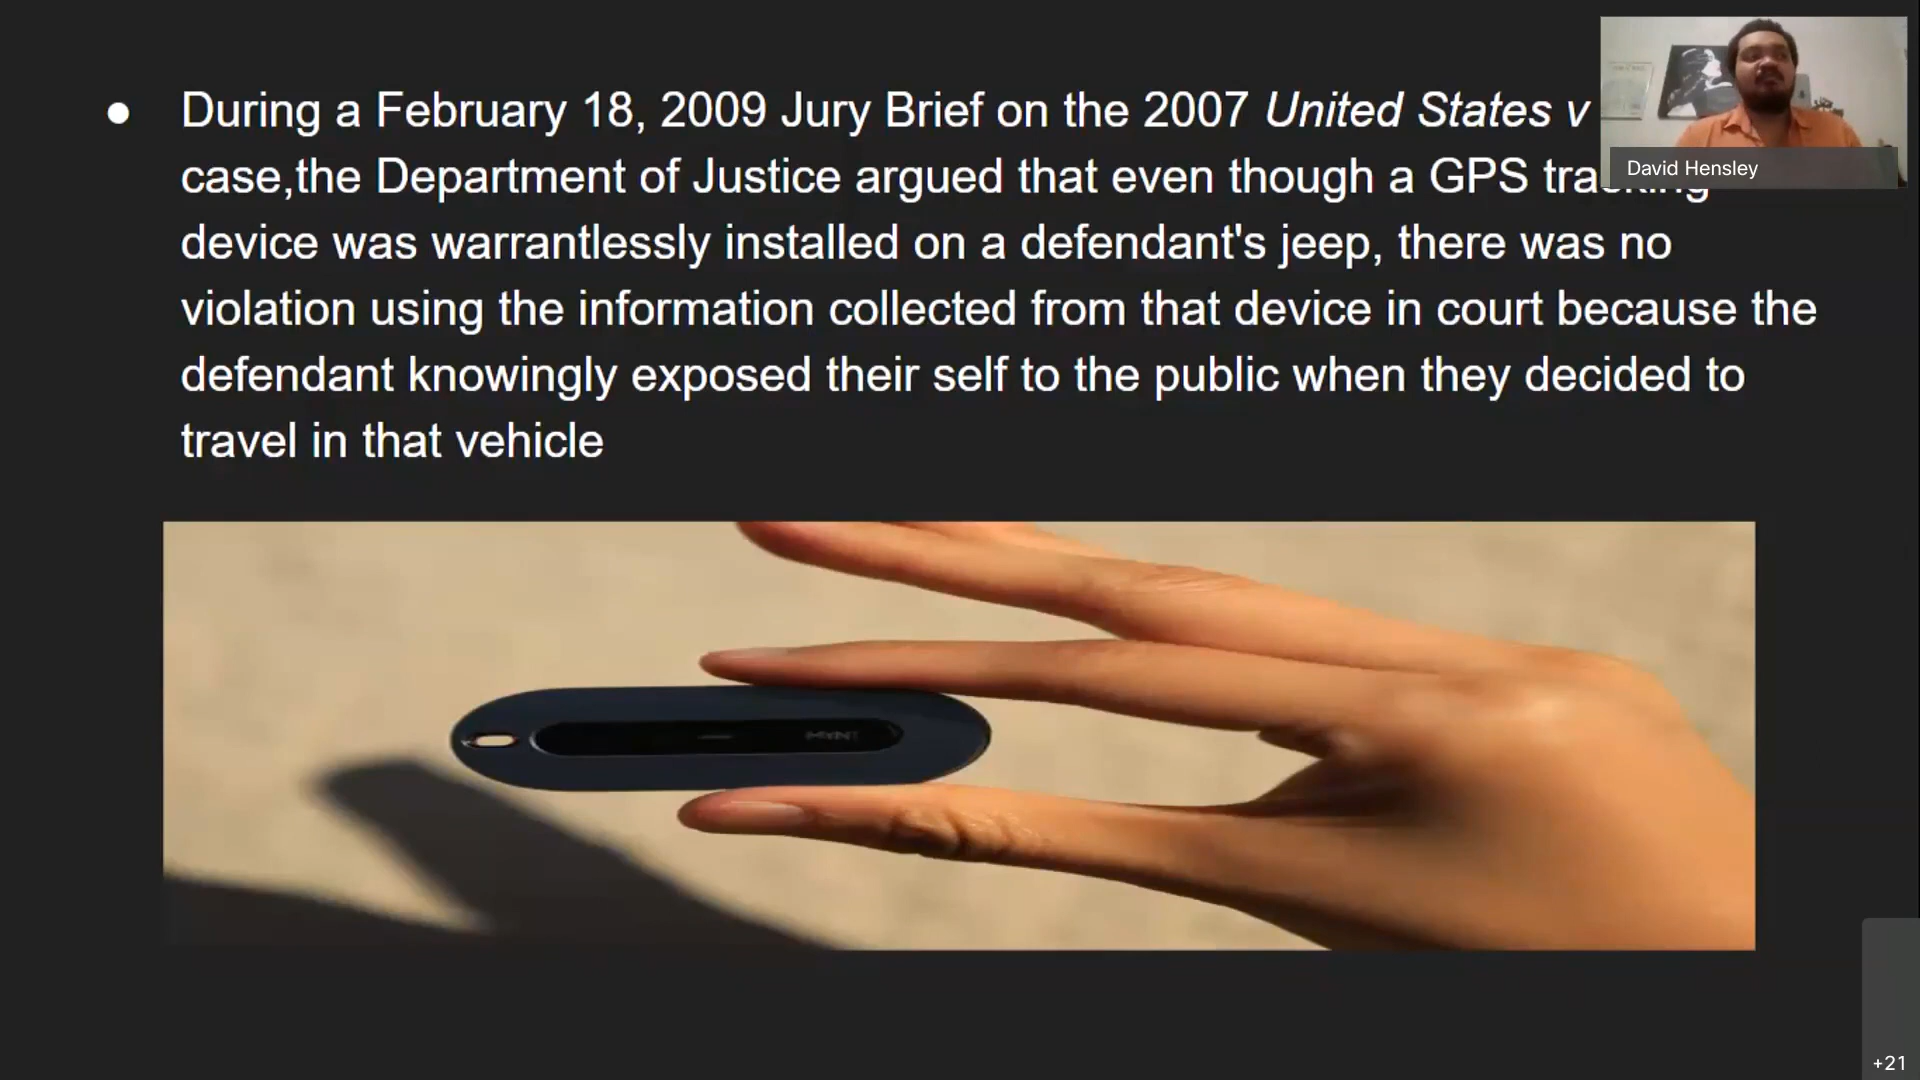 During a February 18, 2009 Jury Brief on the 2007 United States v
case,the Department of Justice argued that even though a GPS tracking
device was warrantlessly installed on a defendant's jeep, there was no
violation using the information collected from that device in court because the
defendant knowingly exposed their self to the public when they decided to
travel in that vehicle
David Hensley
MYNT
+21